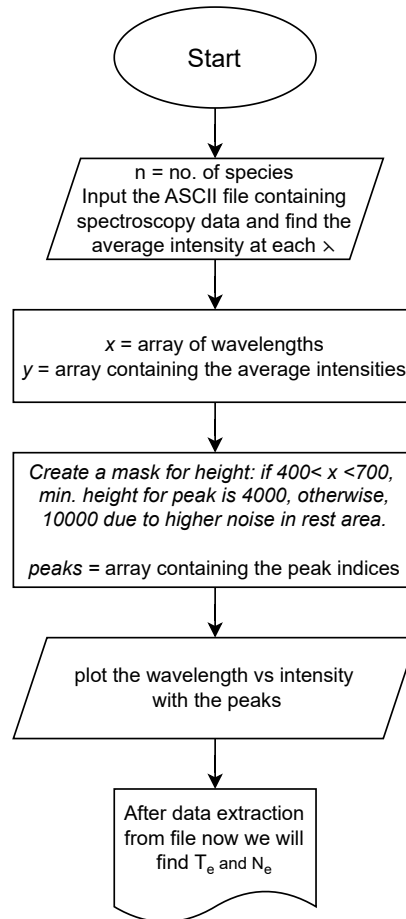 Start
n = no. of species
Input the ASCII file containing
spectroscopy data and find the
average intensity at each λ
x = array of wavelengths
y = array containing the average intensities
Create a mask for height: if 400< x <700,
min. height for peak is 4000, otherwise,
10000 due to higher noise in rest area.
peaks = array containing the peak indices
plot the wavelength vs intensity
with the peaks
After data extraction
from file now we will
find Te and Ne